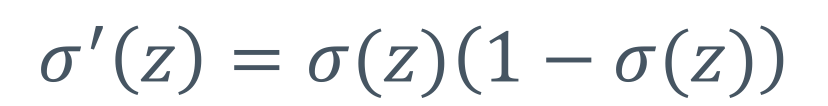 σ′(z) = σ(z)(1 − σ(z))